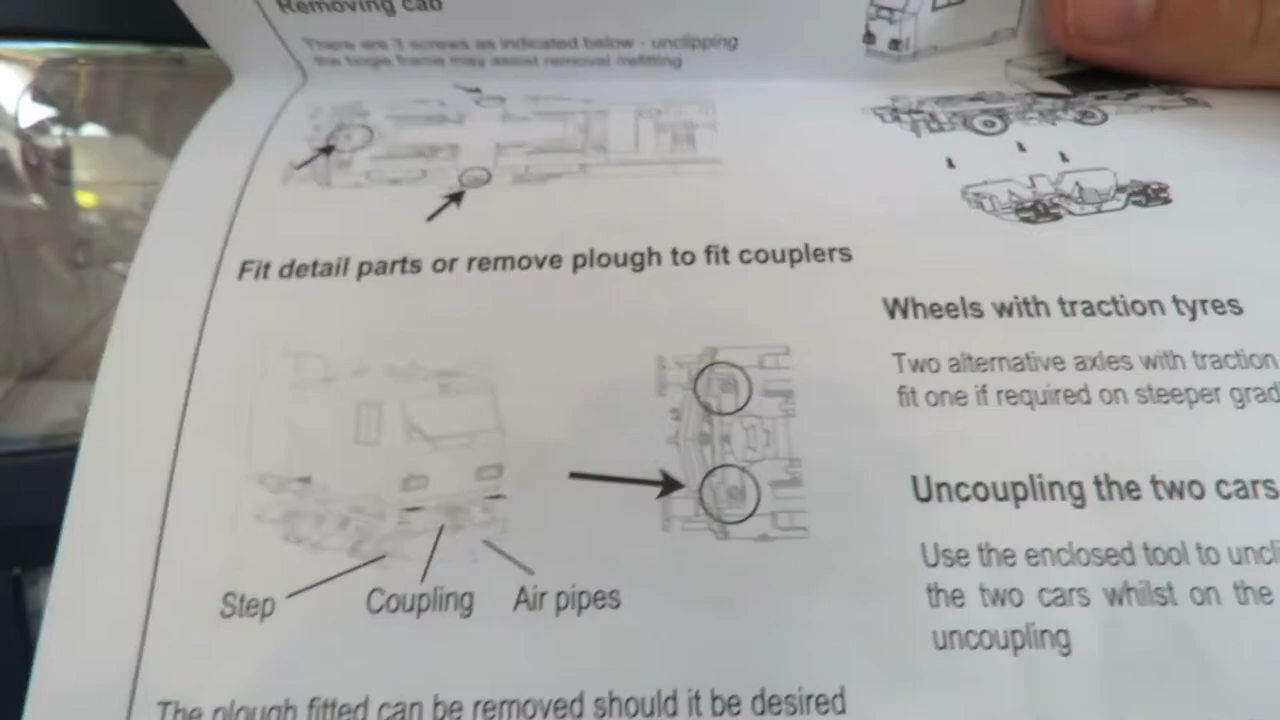 Removing cab
There are 3 screws as indicated below - unclipping
the bogie frame may assist removal /refitting
Fit detail parts or remove plough to fit couplers
Step
Coupling
Air pipes
The plough fitted can be removed should it be desired
Wheels with traction tyres
Two alternative axles with traction
fit one if required on steeper grad
Uncoupling the two cars
Use the enclosed tool to uncli
the two cars whilst on the
uncoupling